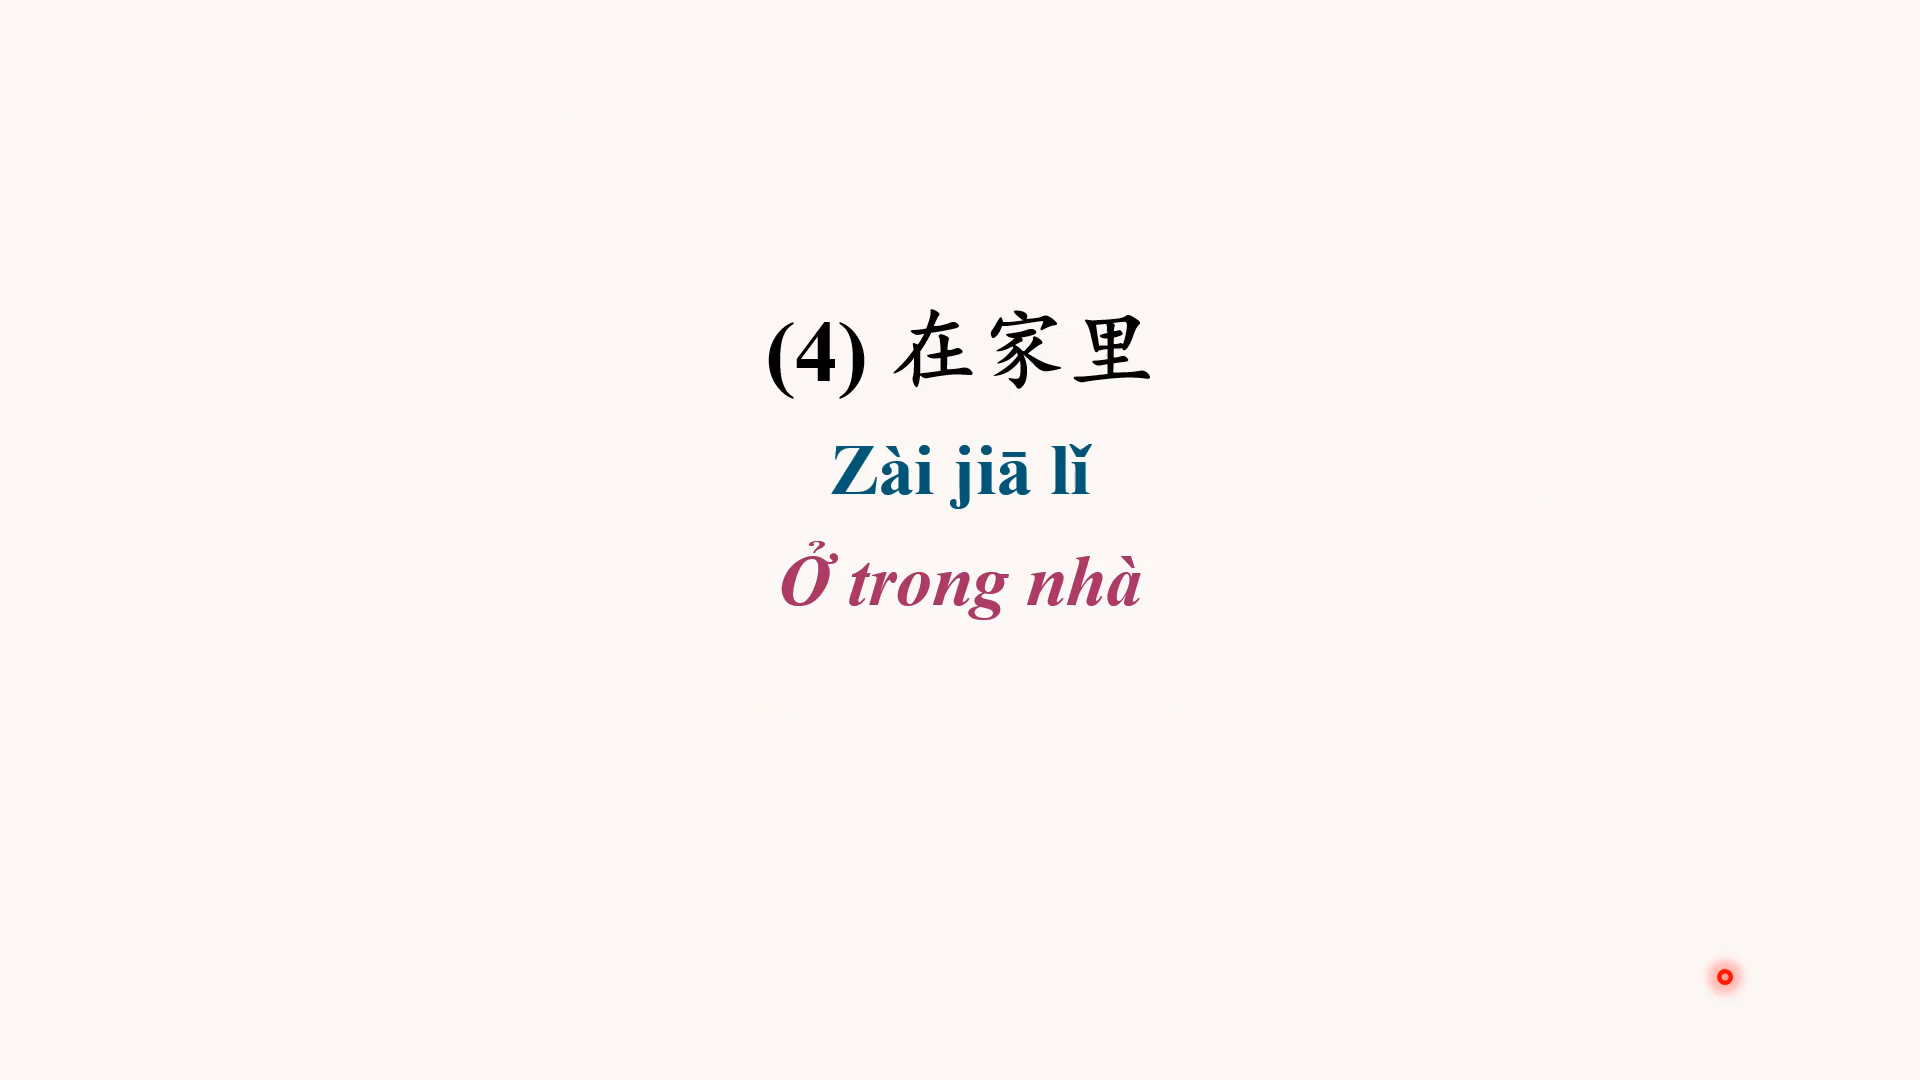 (4) 在家里
Zài jiā lǐ
Ở trong nhà